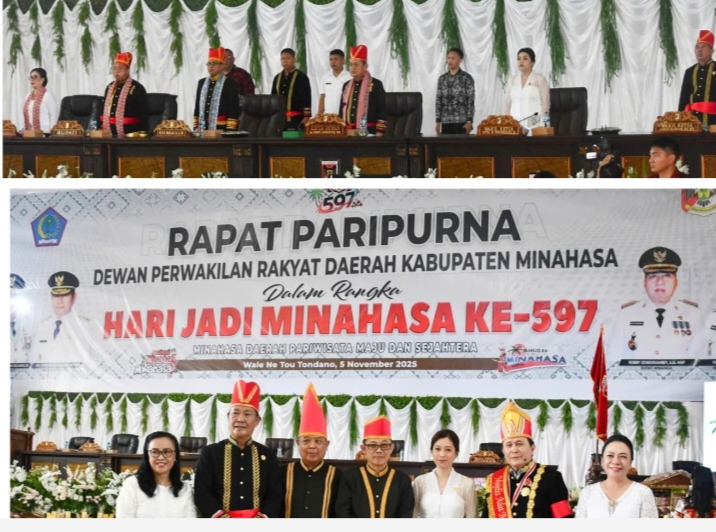 597
RAPAT PARIPURNA
DEWAN PERWAKILAN RAKYAT DAERAH KABUPATEN MINAHASA
Dalam Rangka
HARI JADI MINAHASA KE-597
MINAHASA DAERAH PARIWISATA MAJU DAN SEJAHTERA
MINAHASA
Wale Ne Tou Tondano, 5 November 2025